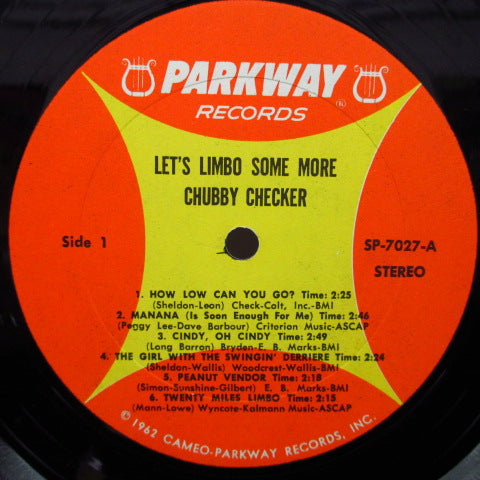 PARKWAY
RECORDS
®
LET'S LIMBO SOME MORE
CHUBBY CHECKER
Side 1
SP-7027-A
STEREO
1. HOW LOW CAN YOU GO? Time: 2:25
(Sheldon-Leon) Check-Colt, Inc.-BMI
2. MANANA (Is Soon Enough For Me) Time: 2:46
(Peggy Lee-Dave Barbour) Criterion Music-ASCAP
3. CINDY, OH CINDY Time: 2:49
(Long Barron) Bryden-E. B. Marks-BMI
4. THE GIRL WITH THE SWINGIN' DERRIERE Time: 2:24
(Sheldon-Wallis) Woodcrest-Wallis-BMI
5. PEANUT VENDOR Time: 2:18
(Simon-Sunshine-Gilbert) E. B. Marks-BMI
6. TWENTY MILES LIMBO Time: 2:15
(Mann-Lowe) Wyncote-Kalmann Music-ASCAP
© 1962 CAMEO-PARKWAY RECORDS, INC.